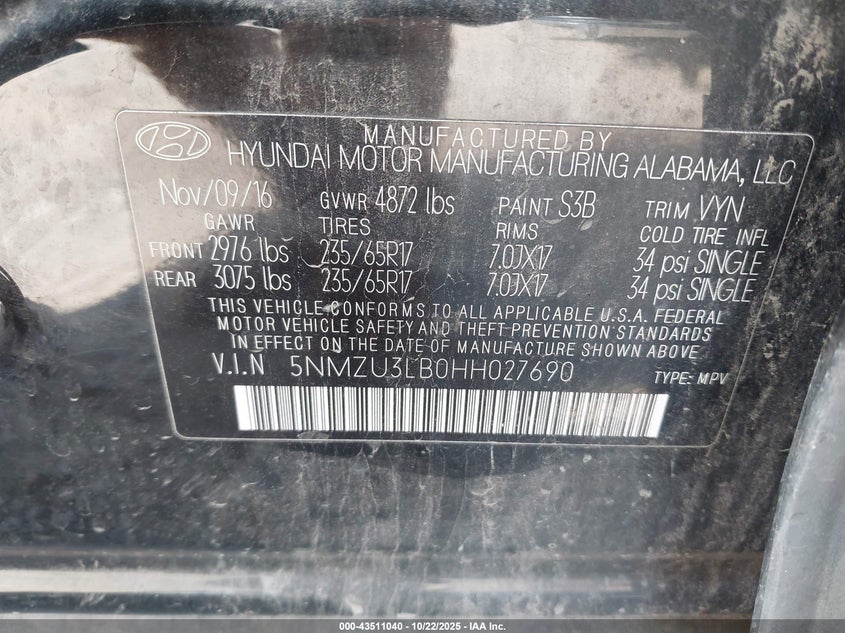 MANUFACTURED BY
HYUNDAI MOTOR MANUFACTURING ALABAMA, LLC
Nov/09/16 GVWR 4872 lbs PAINT S3B TRIM VYN
GAWR TIRES RIMS COLD TIRE INFL
FRONT 2976 lbs 235/65R17 7.0JX17 34 psi SINGLE
REAR 3075 lbs 235/65R17 7.0JX17 34 psi SINGLE
THIS VEHICLE CONFORMS TO ALL APPLICABLE U.S.A. FEDERAL
MOTOR VEHICLE SAFETY AND THEFT PREVENTION STANDARDS
IN EFFECT ON THE DATE OF MANUFACTURE SHOWN ABOVE
V.I.N 5NMZU3LB0HH027690 TYPE: MPV
000-43511040 - 10/22/2025 - IAA Inc.